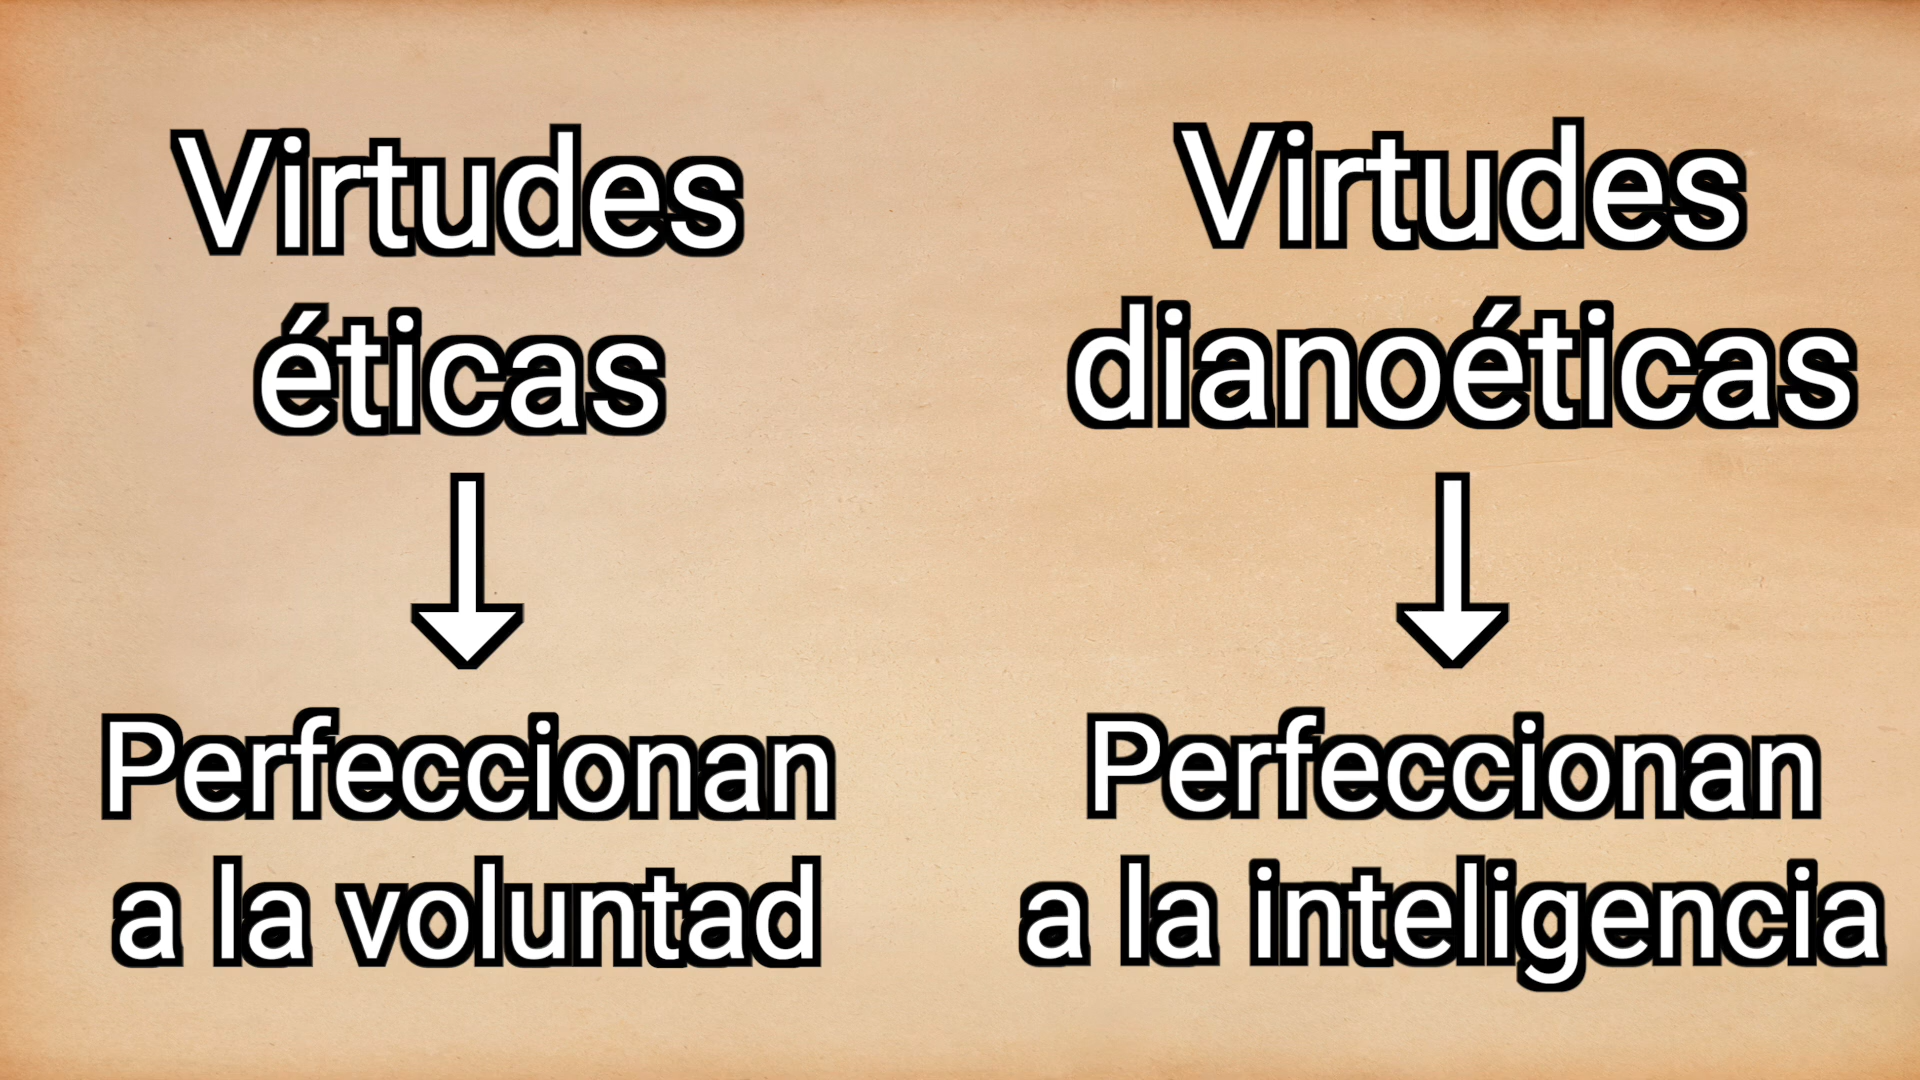 Virtudes
éticas
Perfeccionan
a la voluntad
Virtudes
dianoéticas
Perfeccionan
a la inteligencia